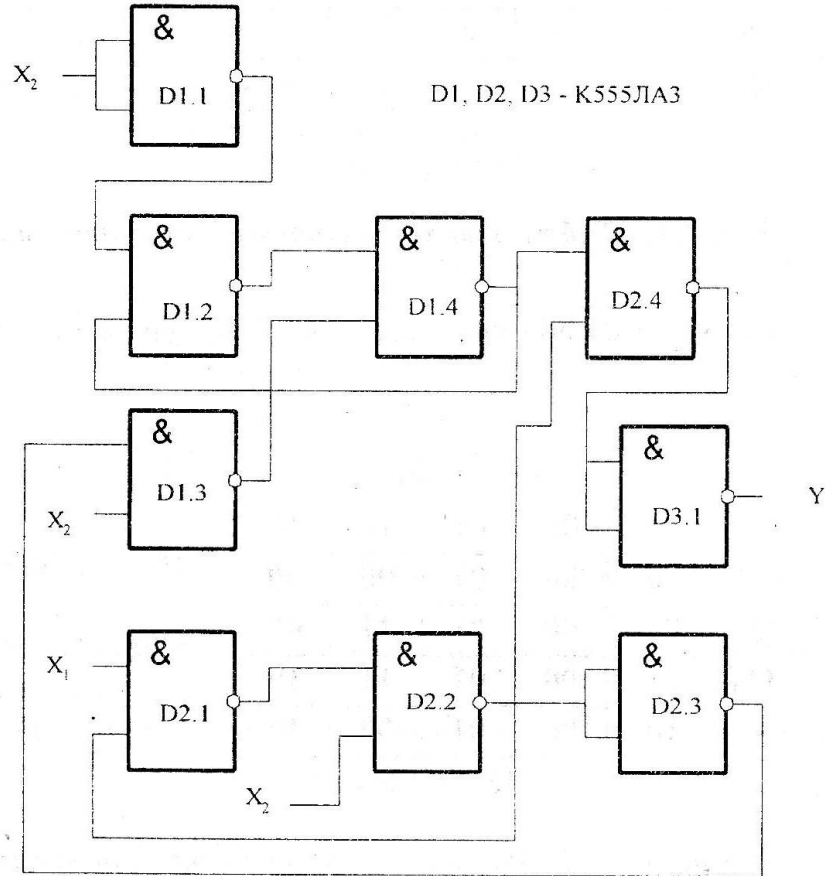 &
X₂
D1.1
D1, D2, D3 - К555ЛА3
&
D1.2
&
D1.4
&
D2.4
&
D1.3
X₂
&
D3.1
Y
&
X₁
D2.1
&
D2.2
X₂
&
D2.3